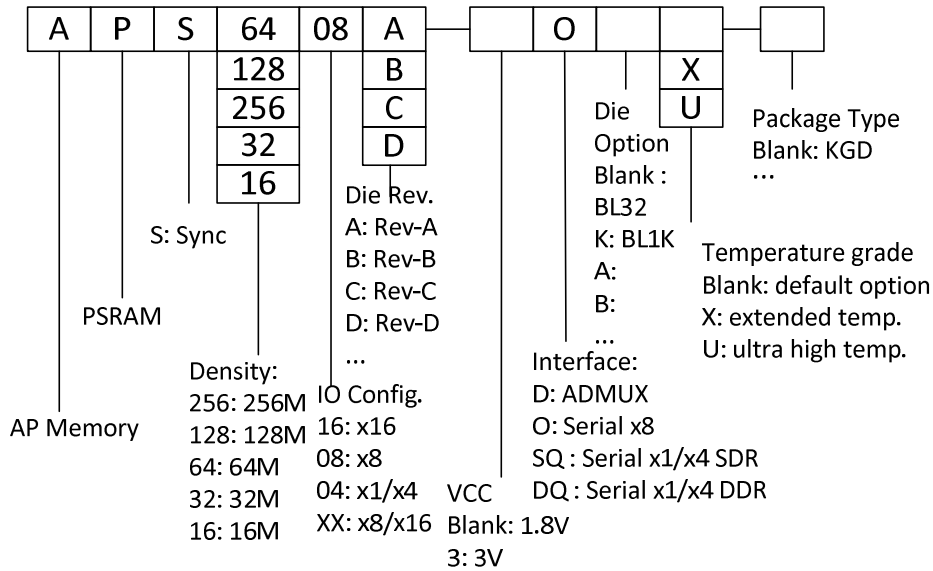 A P S 64 08 A O
128 B X
256 C U
32 D
16
Die
Option
Blank :
BL32
K: BL1K
A:
B:
...
Package Type
Blank: KGD
...
Die Rev.
A: Rev-A
B: Rev-B
C: Rev-C
D: Rev-D
...
S: Sync
Temperature grade
Blank: default option
X: extended temp.
U: ultra high temp.
PSRAM
Interface:
D: ADMUX
O: Serial x8
SQ : Serial x1/x4 SDR
DQ : Serial x1/x4 DDR
Density:
256: 256M
128: 128M
64: 64M
32: 32M
16: 16M
IO Config.
16: x16
08: x8
04: x1/x4
XX: x8/x16
AP Memory
VCC
Blank: 1.8V
3: 3V